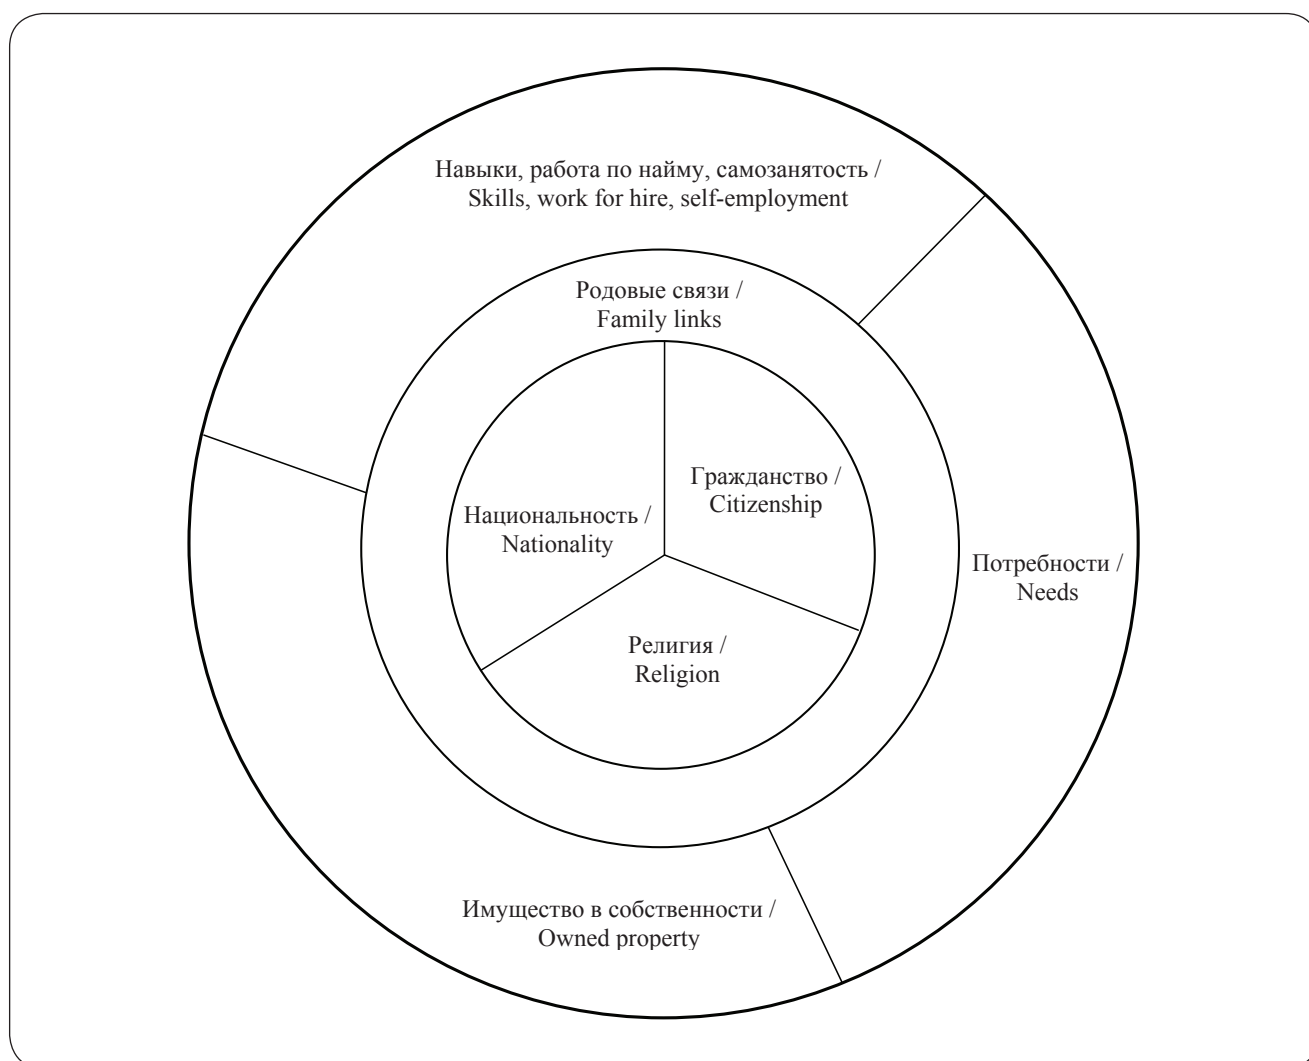 Навыки, работа по найму, самозанятость /
Skills, work for hire, self-employment
Родовые связи /
Family links
Гражданство /
Citizenship
Национальность /
Nationality
Потребности /
Needs
Религия /
Religion
Имущество в собственности /
Owned property